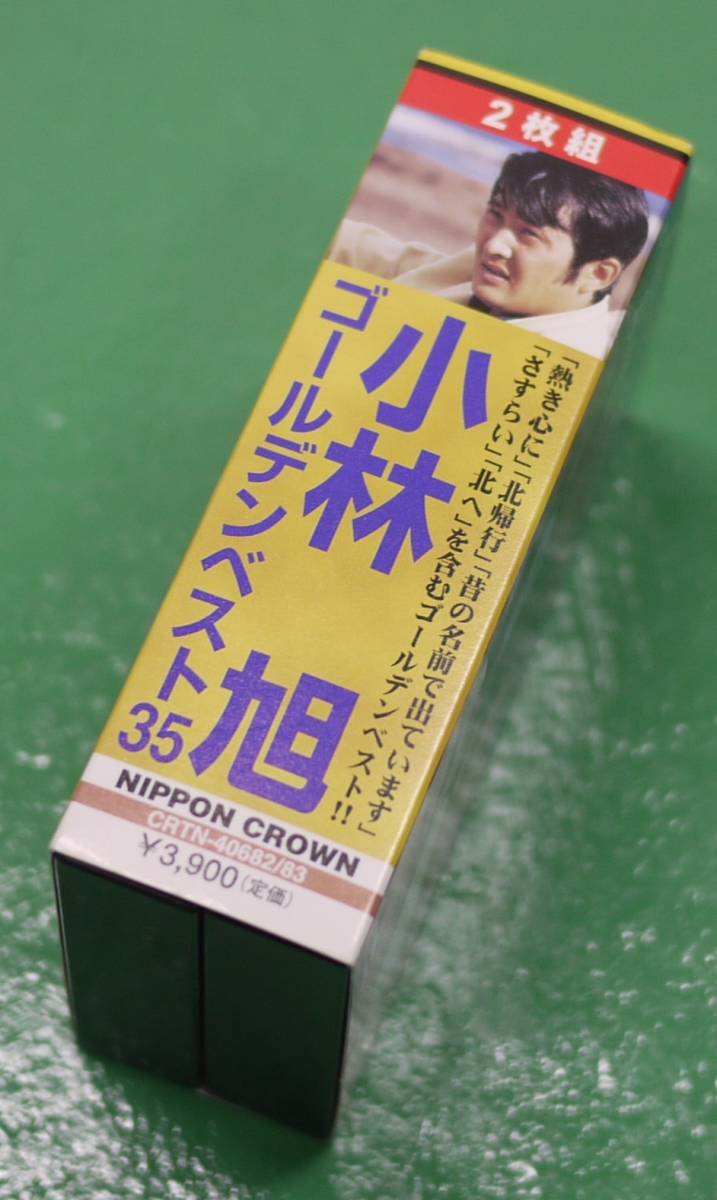 2枚組
「熱き心に」「北帰行」「昔の名前で出ています」
「さすらい」「北へ」を含むゴールデンベスト!!
小林 旭
ゴールデンベスト35
NIPPON CROWN
CRTN-40682/83
¥3,900(定価)